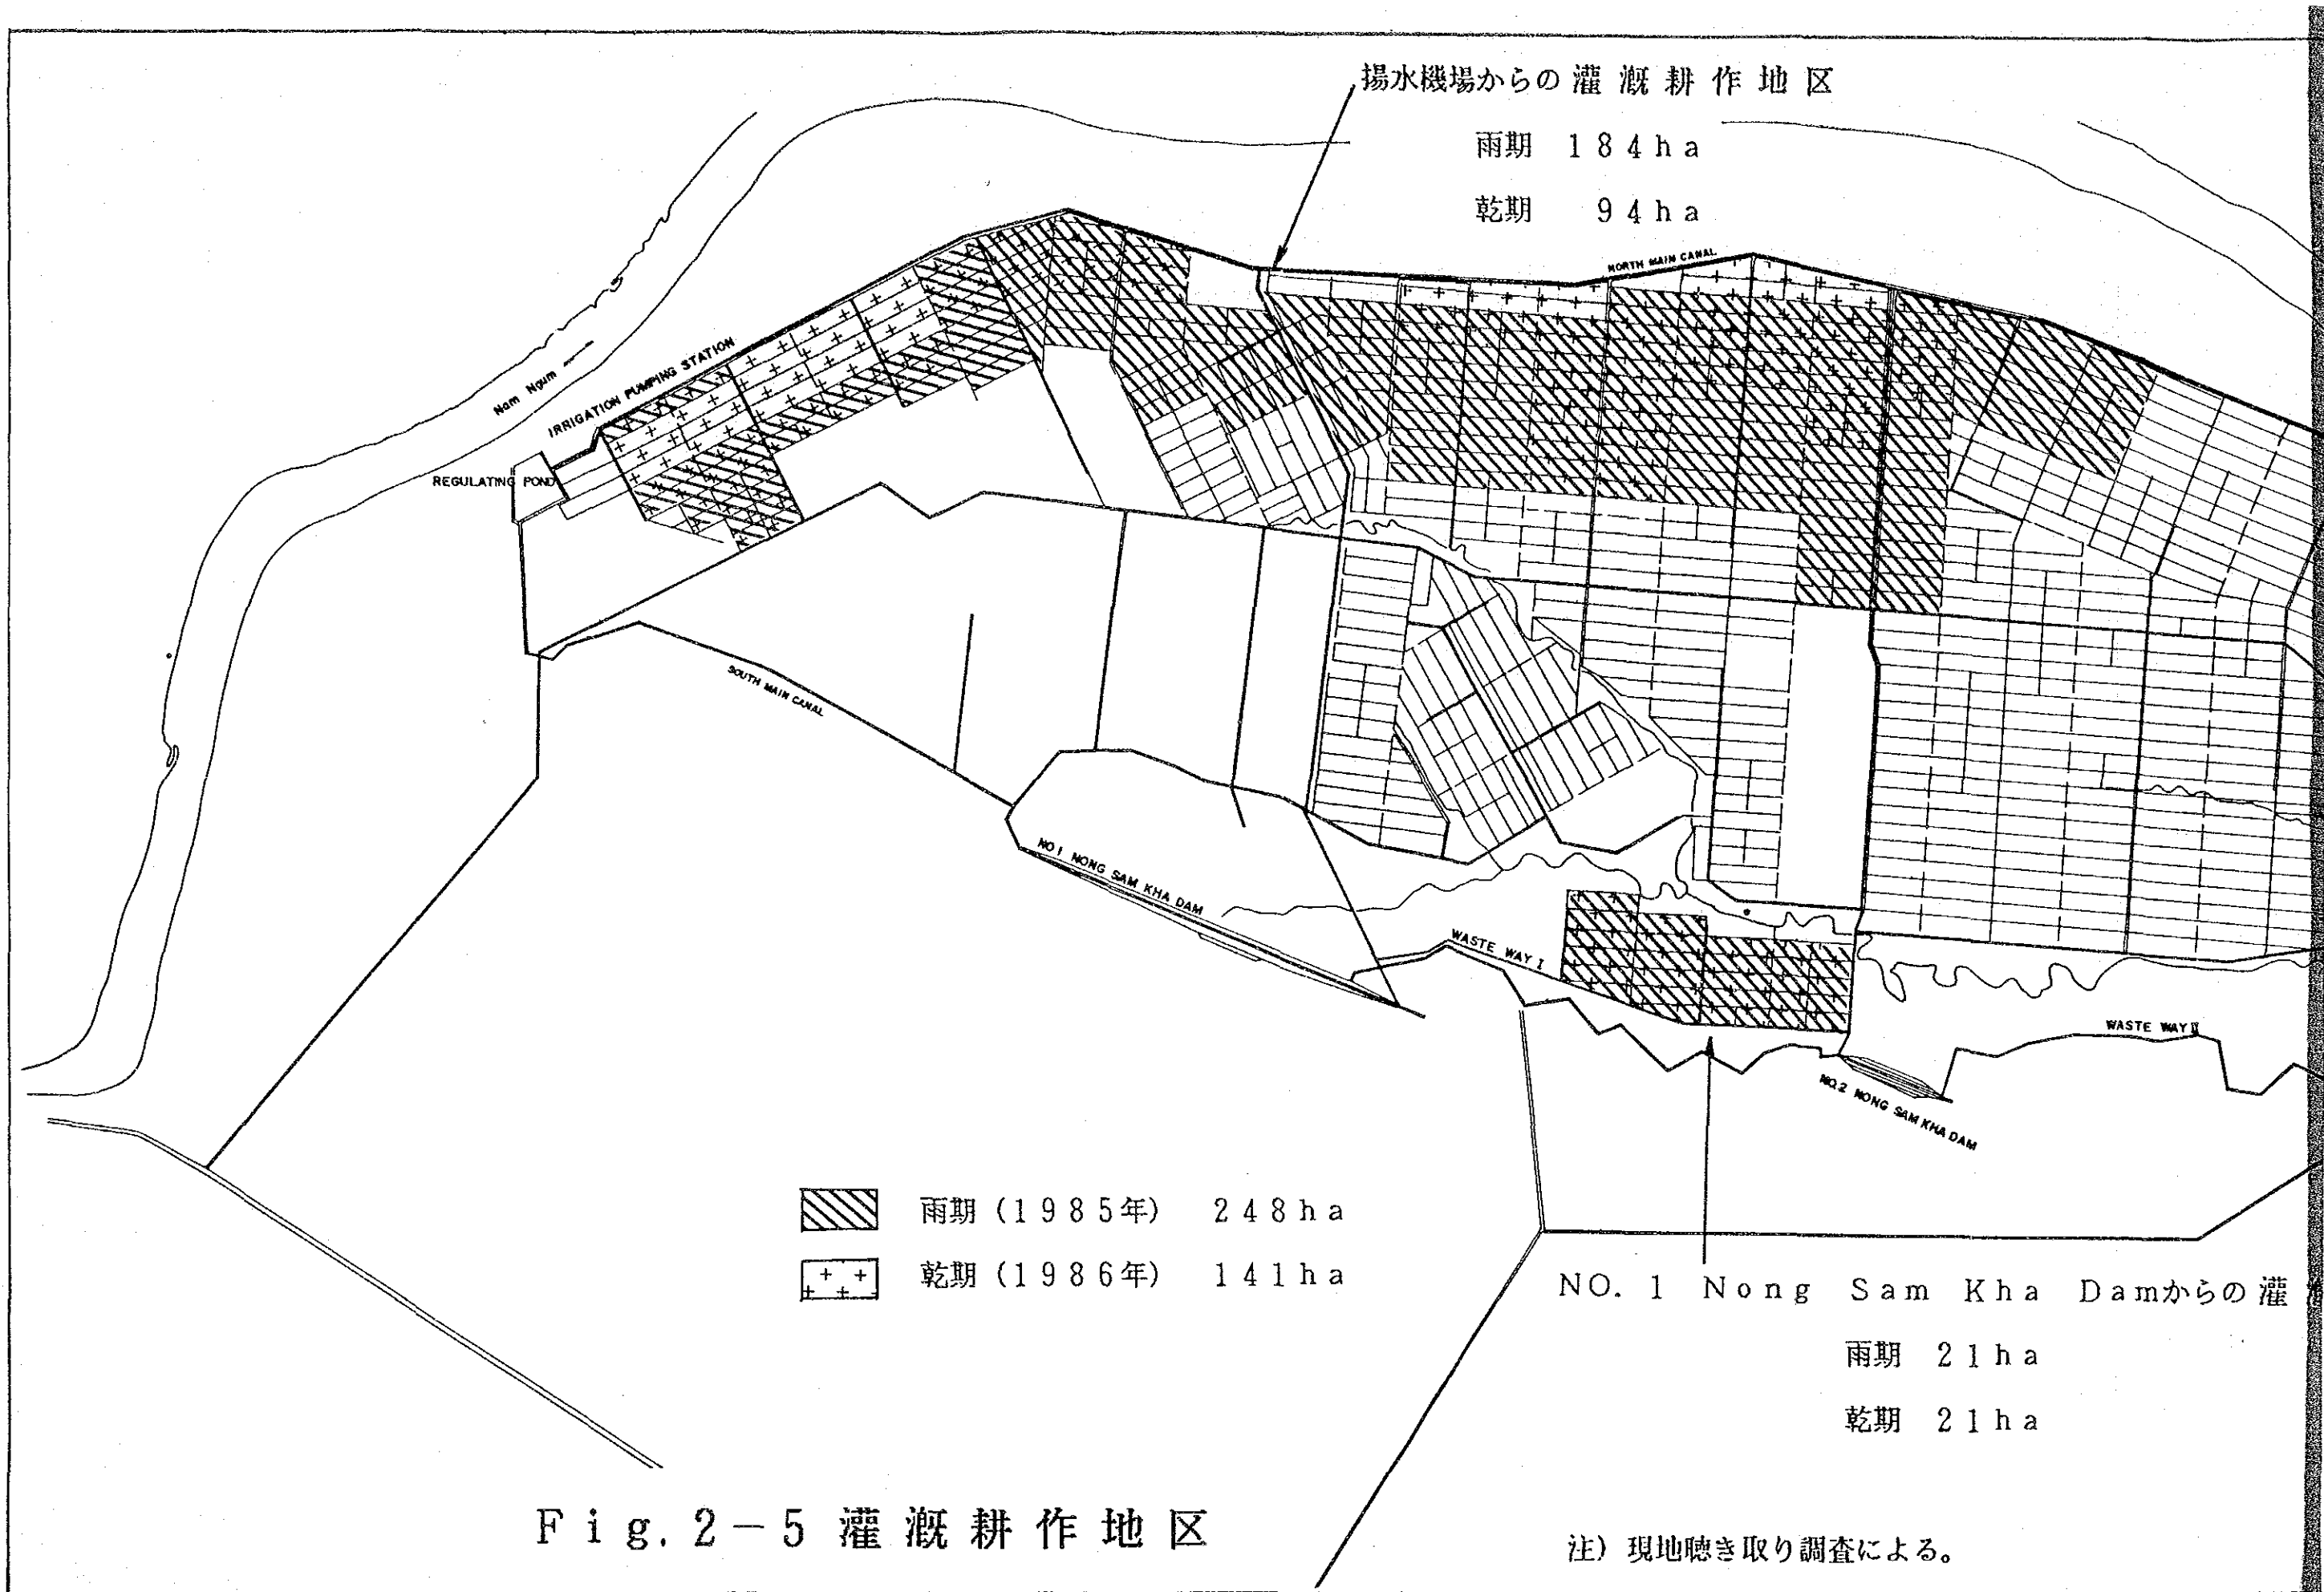 揚水機場からの灌漑耕作地区
雨期 184ha
乾期 94ha
NORTH MAIN CANAL
IRRIGATION PUMPING STATION
Nam Ngum
REGULATING POND
SOUTH MAIN CANAL
NO1 NONG SAM KHA DAM
WASTE WAY I
WASTE WAY II
NO.2 NONG SAM KHA DAM
雨期(1985年) 248ha
乾期(1986年) 141ha
NO.1 Nong Sam Kha Damからの灌
雨期 21ha
乾期 21ha
Fig.2-5 灌漑耕作地区
注) 現地聴き取り調査による。